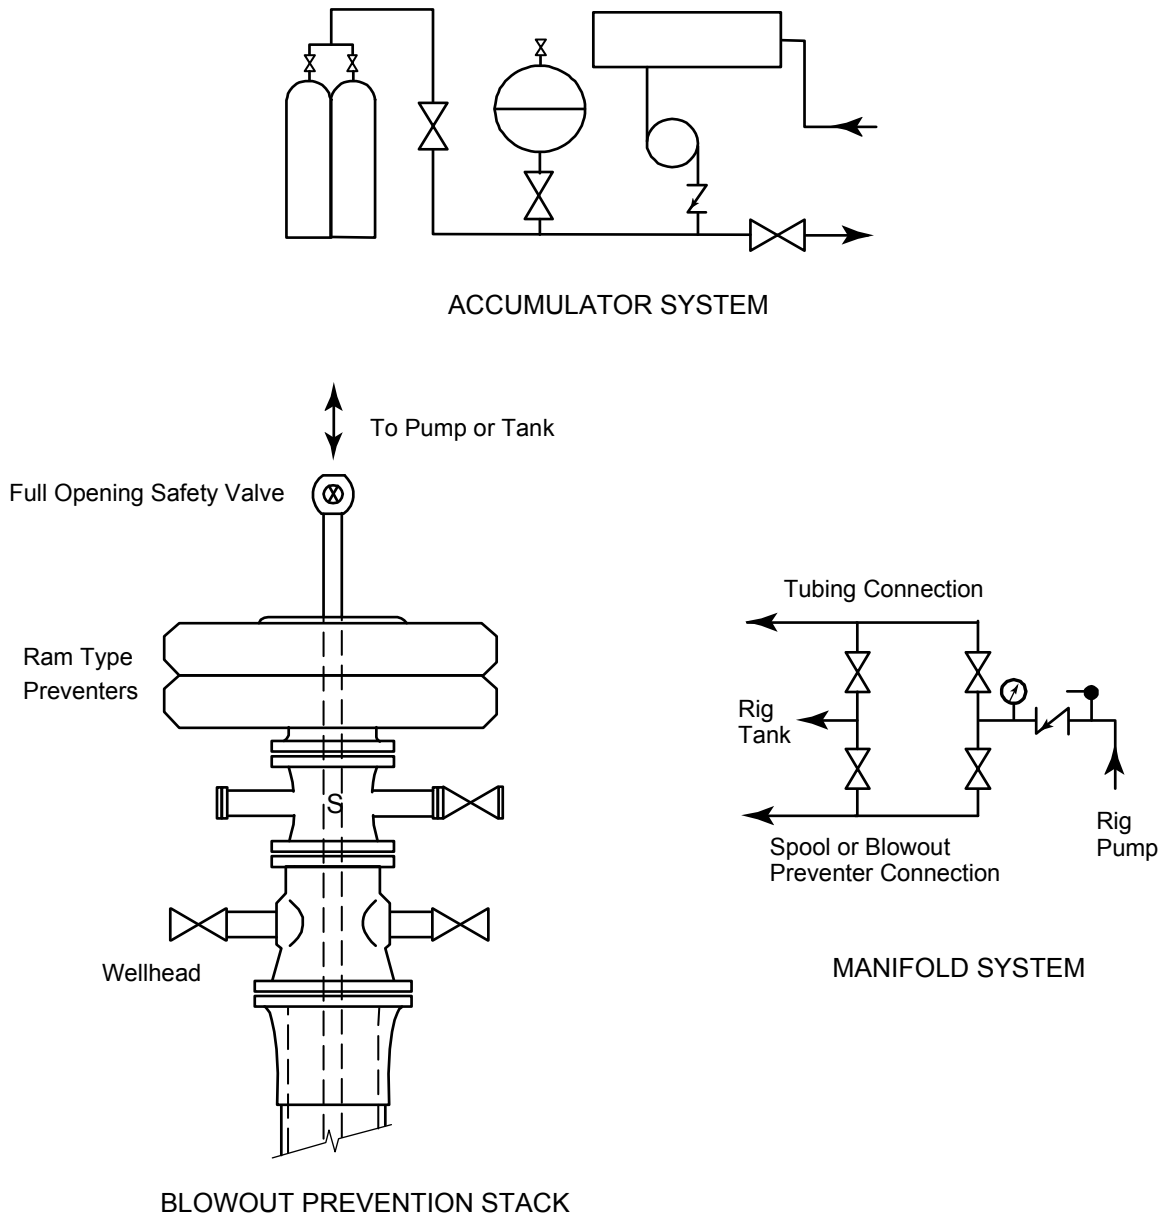 ACCUMULATOR SYSTEM
To Pump or Tank
Full Opening Safety Valve
Ram Type
Preventers
S
Wellhead
BLOWOUT PREVENTION STACK
Tubing Connection
Rig
Tank
Spool or Blowout
Preventer Connection
Rig
Pump
MANIFOLD SYSTEM